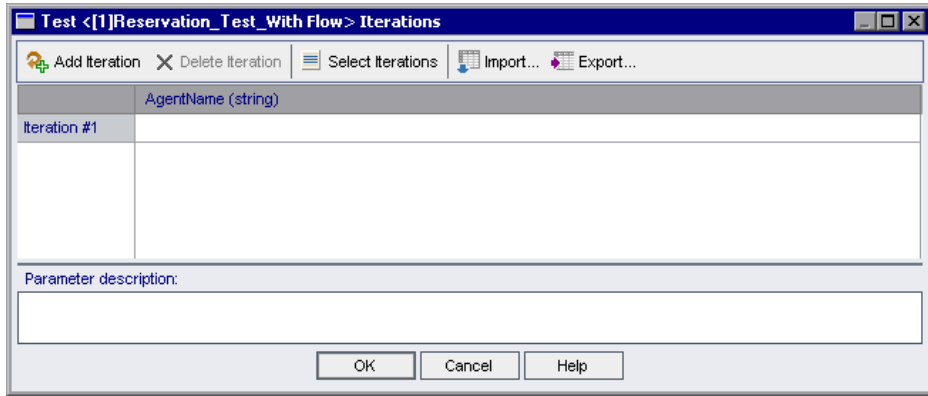 Test <[1]Reservation_Test_With Flow> Iterations
Add Iteration Delete Iteration Select Iterations Import... Export...
AgentName (string)
Iteration #1
Parameter description:
OK Cancel Help